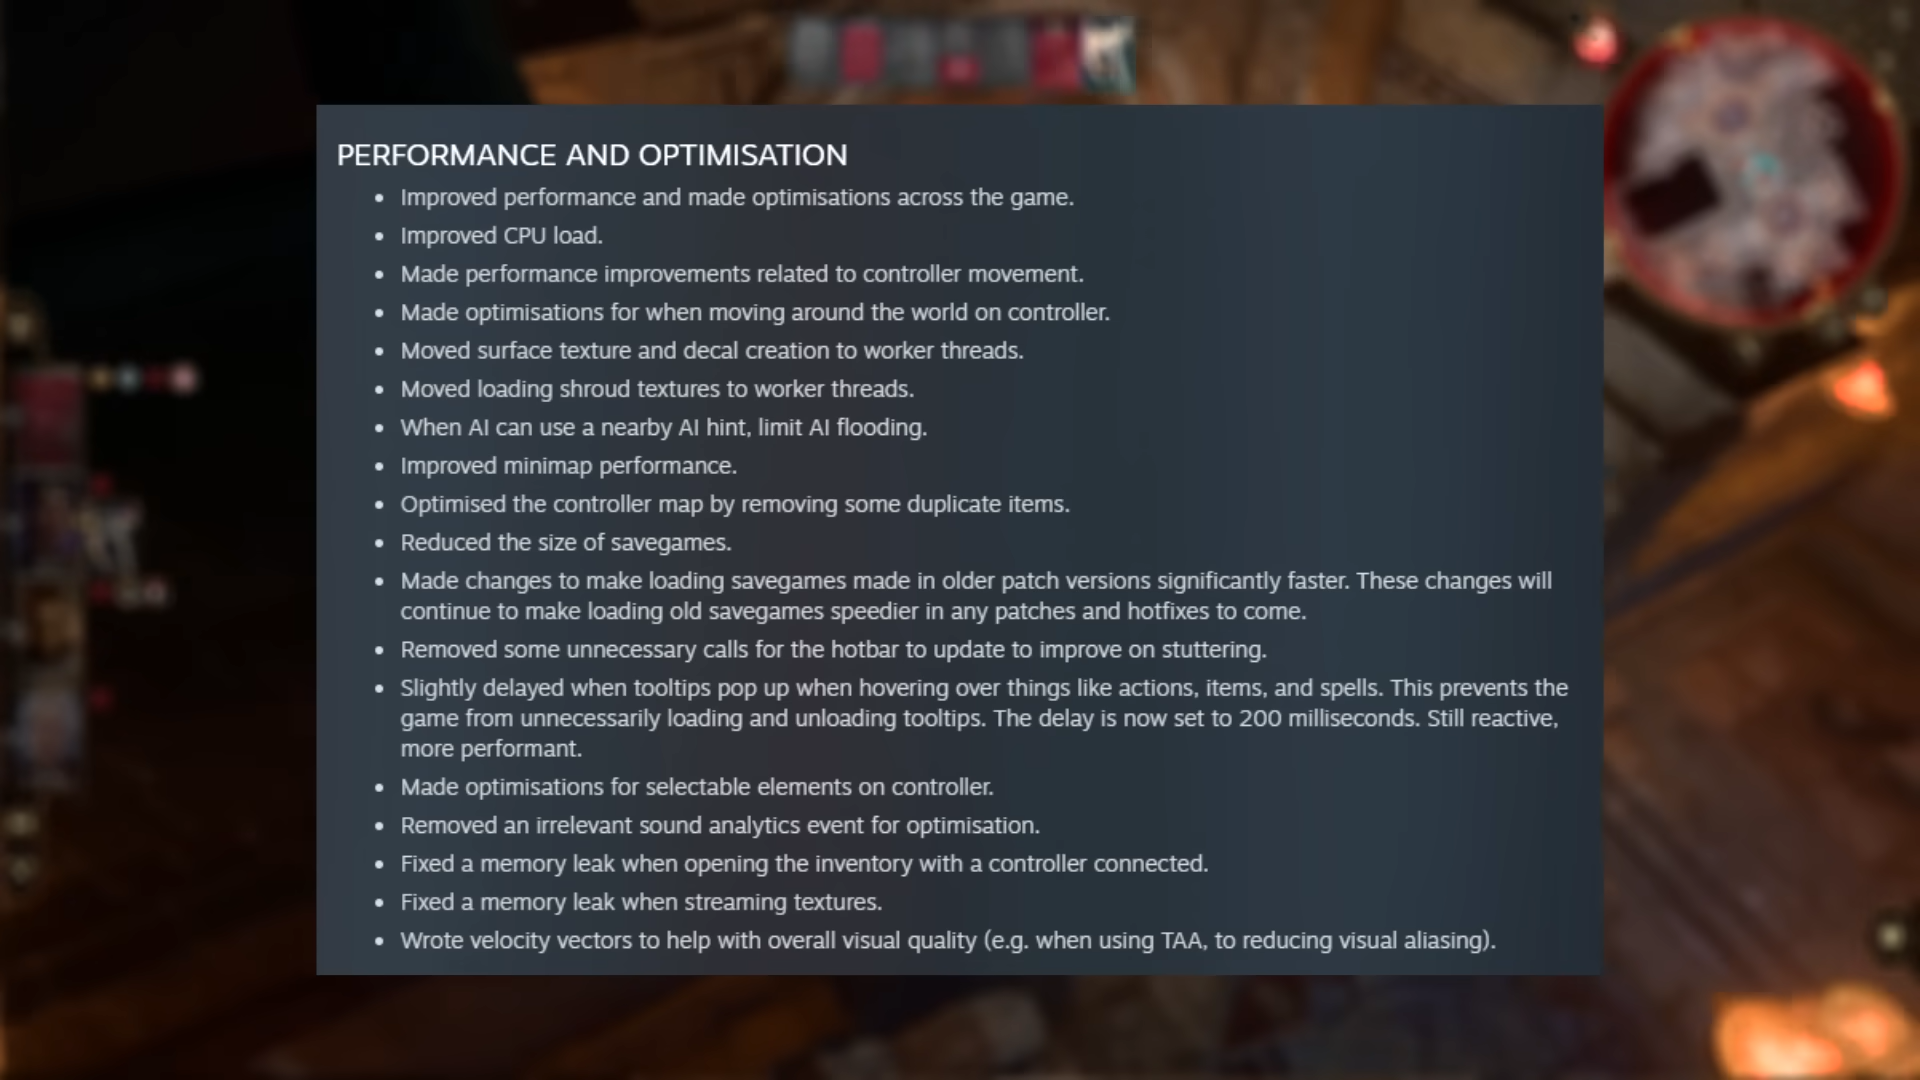 PERFORMANCE AND OPTIMISATION
• Improved performance and made optimisations across the game.
• Improved CPU load.
• Made performance improvements related to controller movement.
• Made optimisations for when moving around the world on controller.
• Moved surface texture and decal creation to worker threads.
• Moved loading shroud textures to worker threads.
• When AI can use a nearby AI hint, limit AI flooding.
• Improved minimap performance.
• Optimised the controller map by removing some duplicate items.
• Reduced the size of savegames.
• Made changes to make loading savegames made in older patch versions significantly faster. These changes will
continue to make loading old savegames speedier in any patches and hotfixes to come.
• Removed some unnecessary calls for the hotbar to update to improve on stuttering.
• Slightly delayed when tooltips pop up when hovering over things like actions, items, and spells. This prevents the
game from unnecessarily loading and unloading tooltips. The delay is now set to 200 milliseconds. Still reactive,
more performant.
• Made optimisations for selectable elements on controller.
• Removed an irrelevant sound analytics event for optimisation.
• Fixed a memory leak when opening the inventory with a controller connected.
• Fixed a memory leak when streaming textures.
• Wrote velocity vectors to help with overall visual quality (e.g. when using TAA, to reducing visual aliasing).